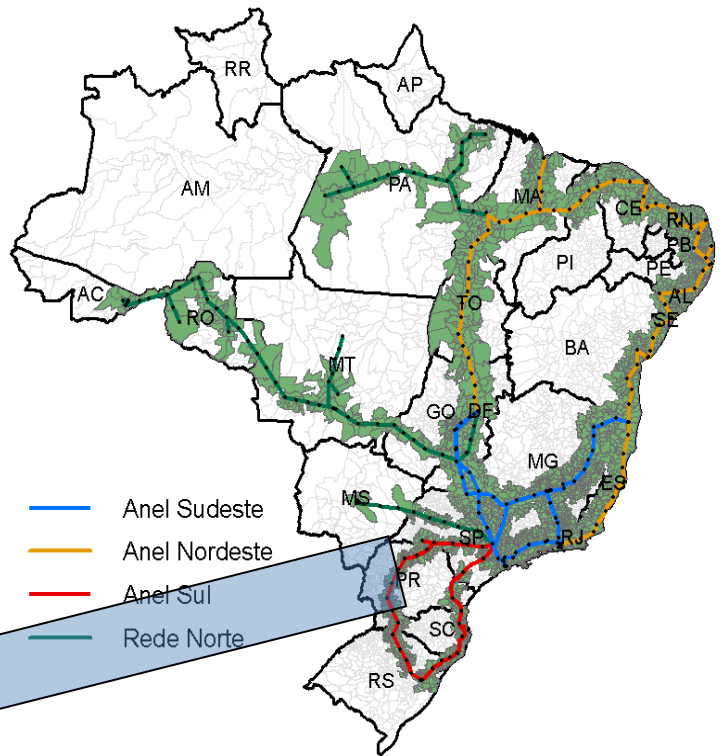 RR
AP
AM
PA
MA
CE
RN
PB
PI
PE
AC
AL
TO
SE
RO
BA
MT
GO
DF
MG
ES
MS
Anel Sudeste
SP
RJ
Anel Nordeste
PR
Anel Sul
SC
Rede Norte
RS